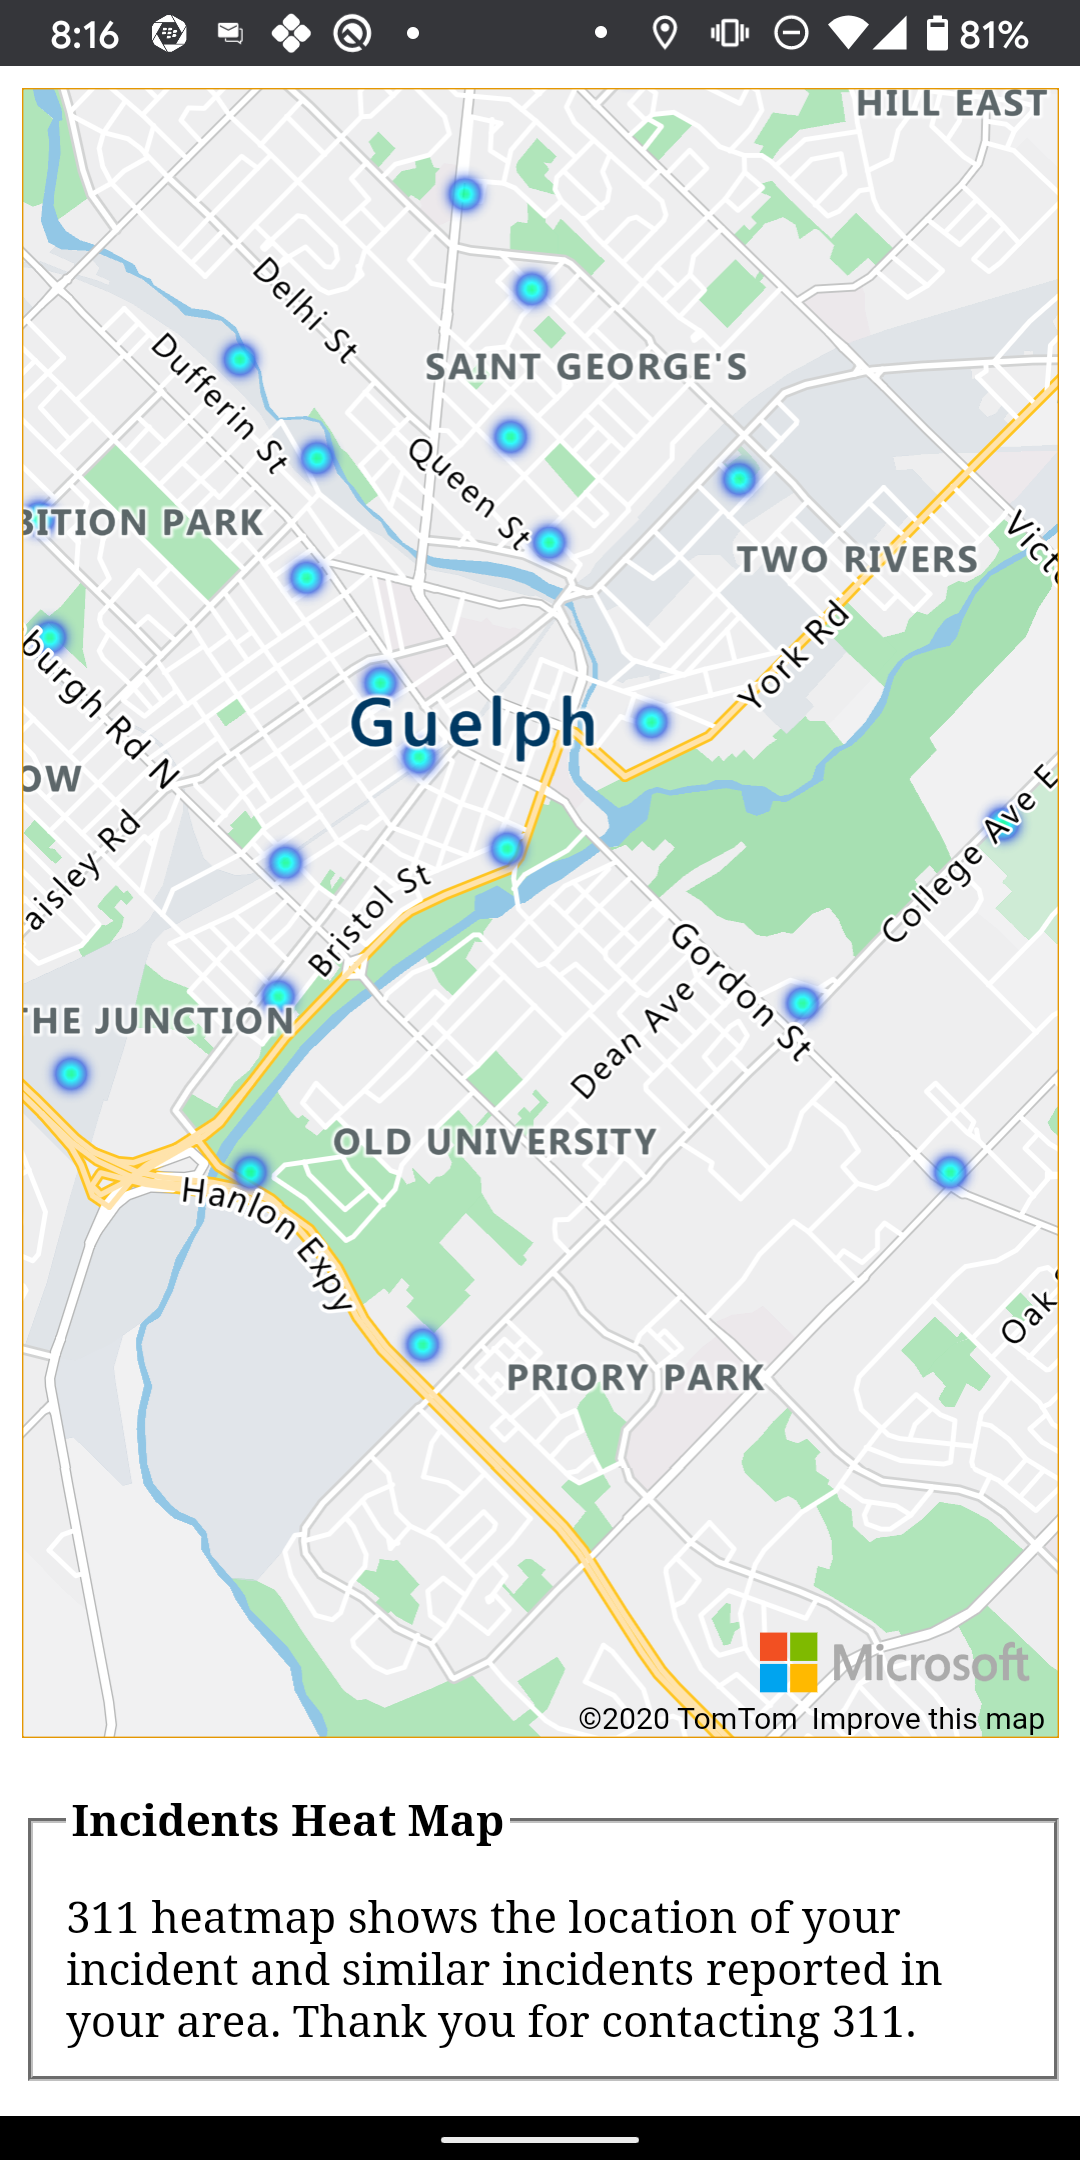 8:16
81%
HILL EAST
Delhi St
Dufferin St
SAINT GEORGE'S
Queen St
BITION PARK
TWO RIVERS
Victo
York Rd
burgh Rd N
Guelph
OW
aisley Rd
College Ave E
Bristol St
Gordon St
Dean Ave
THE JUNCTION
OLD UNIVERSITY
Hanlon Expy
Oak
PRIORY PARK
Microsoft
©2020 TomTom Improve this map
Incidents Heat Map
311 heatmap shows the location of your
incident and similar incidents reported in
your area. Thank you for contacting 311.